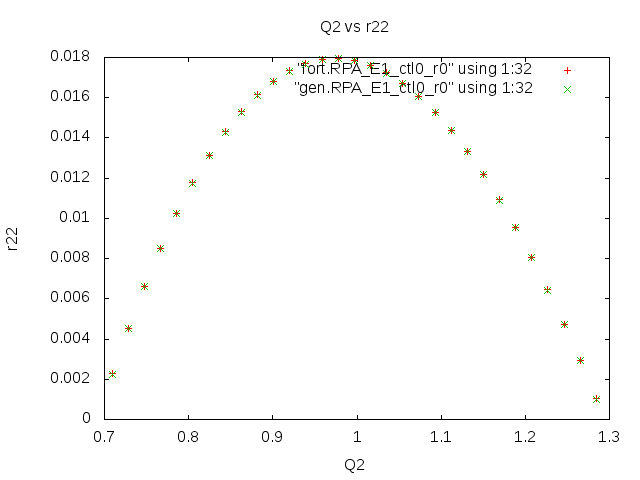 Q2 vs r22
"fort.RPA_E1_ctl0_r0" using 1:32
"gen.RPA_E1_ctl0_r0" using 1:32
0.018
0.016
0.014
0.012
0.01
0.008
0.006
0.004
0.002
0
r22
0.7 0.8 0.9 1 1.1 1.2 1.3
Q2